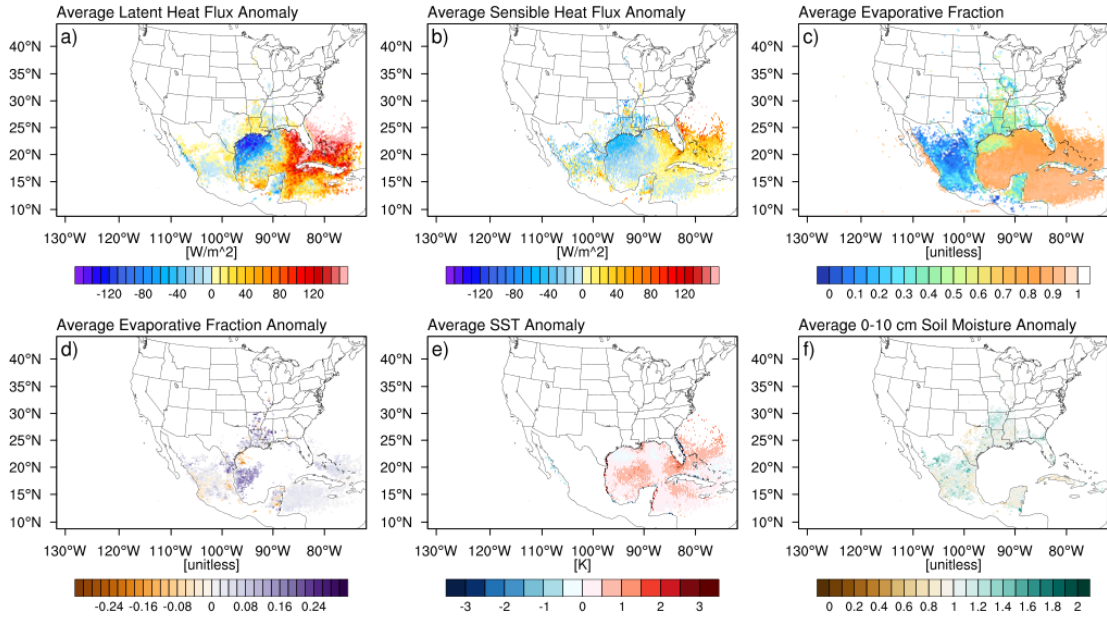 Average Latent Heat Flux Anomaly
a)
40°N
35°N
30°N
25°N
20°N
15°N
10°N
130°W 120°W 110°W 100°W 90°W 80°W
[W/m^2]
-120 -80 -40 0 40 80 120
Average Sensible Heat Flux Anomaly
b)
40°N
35°N
30°N
25°N
20°N
15°N
10°N
130°W 120°W 110°W 100°W 90°W 80°W
[W/m^2]
-120 -80 -40 0 40 80 120
Average Evaporative Fraction
c)
40°N
35°N
30°N
25°N
20°N
15°N
10°N
130°W 120°W 110°W 100°W 90°W 80°W
[unitless]
0 0.1 0.2 0.3 0.4 0.5 0.6 0.7 0.8 0.9 1
Average Evaporative Fraction Anomaly
d)
40°N
35°N
30°N
25°N
20°N
15°N
10°N
130°W 120°W 110°W 100°W 90°W 80°W
[unitless]
-0.24 -0.16 -0.08 0 0.08 0.16 0.24
Average SST Anomaly
e)
40°N
35°N
30°N
25°N
20°N
15°N
10°N
130°W 120°W 110°W 100°W 90°W 80°W
[K]
-3 -2 -1 0 1 2 3
Average 0-10 cm Soil Moisture Anomaly
f)
40°N
35°N
30°N
25°N
20°N
15°N
10°N
130°W 120°W 110°W 100°W 90°W 80°W
[unitless]
0 0.2 0.4 0.6 0.8 1 1.2 1.4 1.6 1.8 2